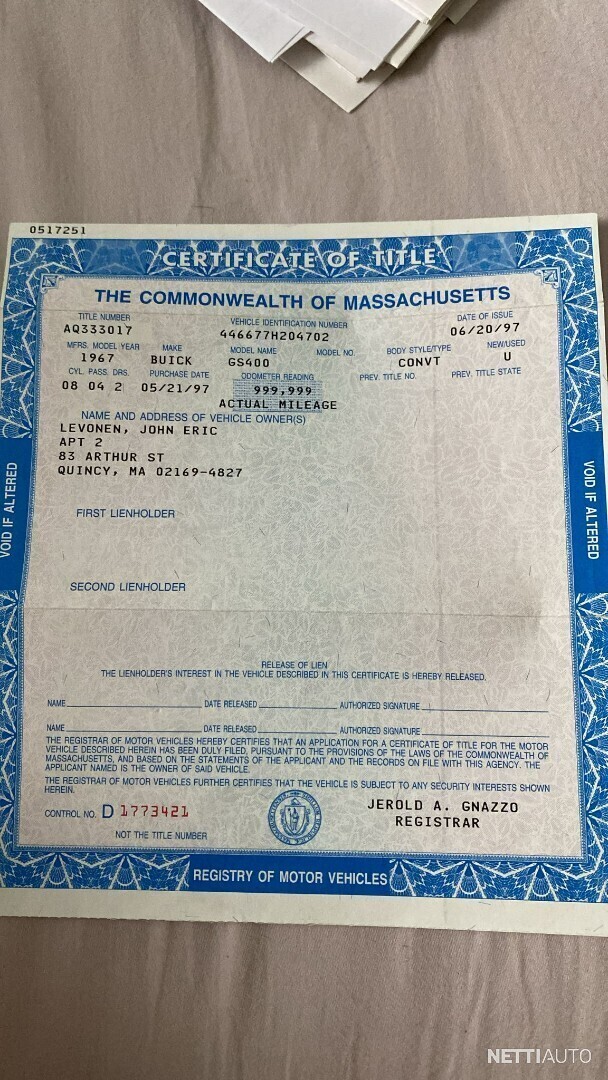 0517251
CERTIFICATE OF TITLE
THE COMMONWEALTH OF MASSACHUSETTS
TITLE NUMBER VEHICLE IDENTIFICATION NUMBER DATE OF ISSUE
AQ333017 446677H204702 06/20/97
MFRS. MODEL YEAR MAKE MODEL NAME MODEL NO. BODY STYLE/TYPE NEW/USED
1967 BUICK GS400 CONVT U
CYL. PASS. DRS. PURCHASE DATE ODOMETER READING PREV. TITLE NO. PREV. TITLE STATE
08 04 2 05/21/97 999,999
ACTUAL MILEAGE
NAME AND ADDRESS OF VEHICLE OWNER(S)
LEVONEN, JOHN ERIC
APT 2
83 ARTHUR ST
QUINCY, MA 02169-4827
VOID IF ALTERED
VOID IF ALTERED
FIRST LIENHOLDER
SECOND LIENHOLDER
RELEASE OF LIEN
THE LIENHOLDER'S INTEREST IN THE VEHICLE DESCRIBED IN THIS CERTIFICATE IS HEREBY RELEASED.
NAME DATE RELEASED AUTHORIZED SIGNATURE
NAME DATE RELEASED AUTHORIZED SIGNATURE
THE REGISTRAR OF MOTOR VEHICLES HEREBY CERTIFIES THAT AN APPLICATION FOR A CERTIFICATE OF TITLE FOR THE MOTOR
VEHICLE DESCRIBED HEREIN HAS BEEN DULY FILED, PURSUANT TO THE PROVISIONS OF THE LAWS OF THE COMMONWEALTH OF
MASSACHUSETTS, AND BASED ON THE STATEMENTS OF THE APPLICANT AND THE RECORDS ON FILE WITH THIS AGENCY, THE
APPLICANT NAMED IS THE OWNER OF SAID VEHICLE.
THE REGISTRAR OF MOTOR VEHICLES FURTHER CERTIFIES THAT THE VEHICLE IS SUBJECT TO ANY SECURITY INTERESTS SHOWN
HEREIN.
CONTROL NO. D 1773421 JEROLD A. GNAZZO
REGISTRAR
NOT THE TITLE NUMBER
REGISTRY OF MOTOR VEHICLES
NETTIAUTO